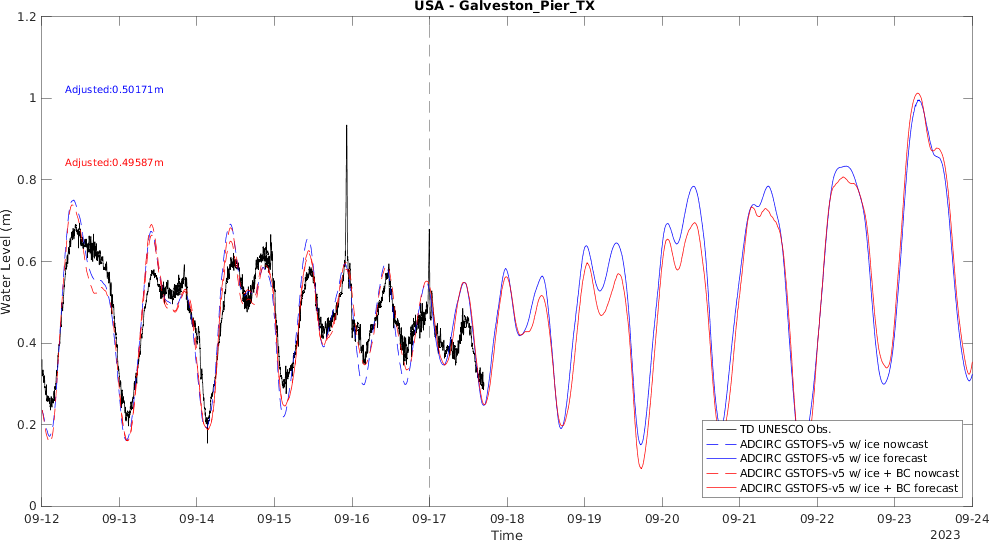 USA - Galveston_Pier_TX
Water Level (m)
1.2
1
0.8
0.6
0.4
0.2
0
Adjusted:0.50171m
Adjusted:0.49587m
TD UNESCO Obs.
ADCIRC GSTOFS-v5 w/ ice nowcast
ADCIRC GSTOFS-v5 w/ ice forecast
ADCIRC GSTOFS-v5 w/ ice + BC nowcast
ADCIRC GSTOFS-v5 w/ ice + BC forecast
09-12 09-13 09-14 09-15 09-16 09-17 09-18 09-19 09-20 09-21 09-22 09-23 09-24
Time
2023